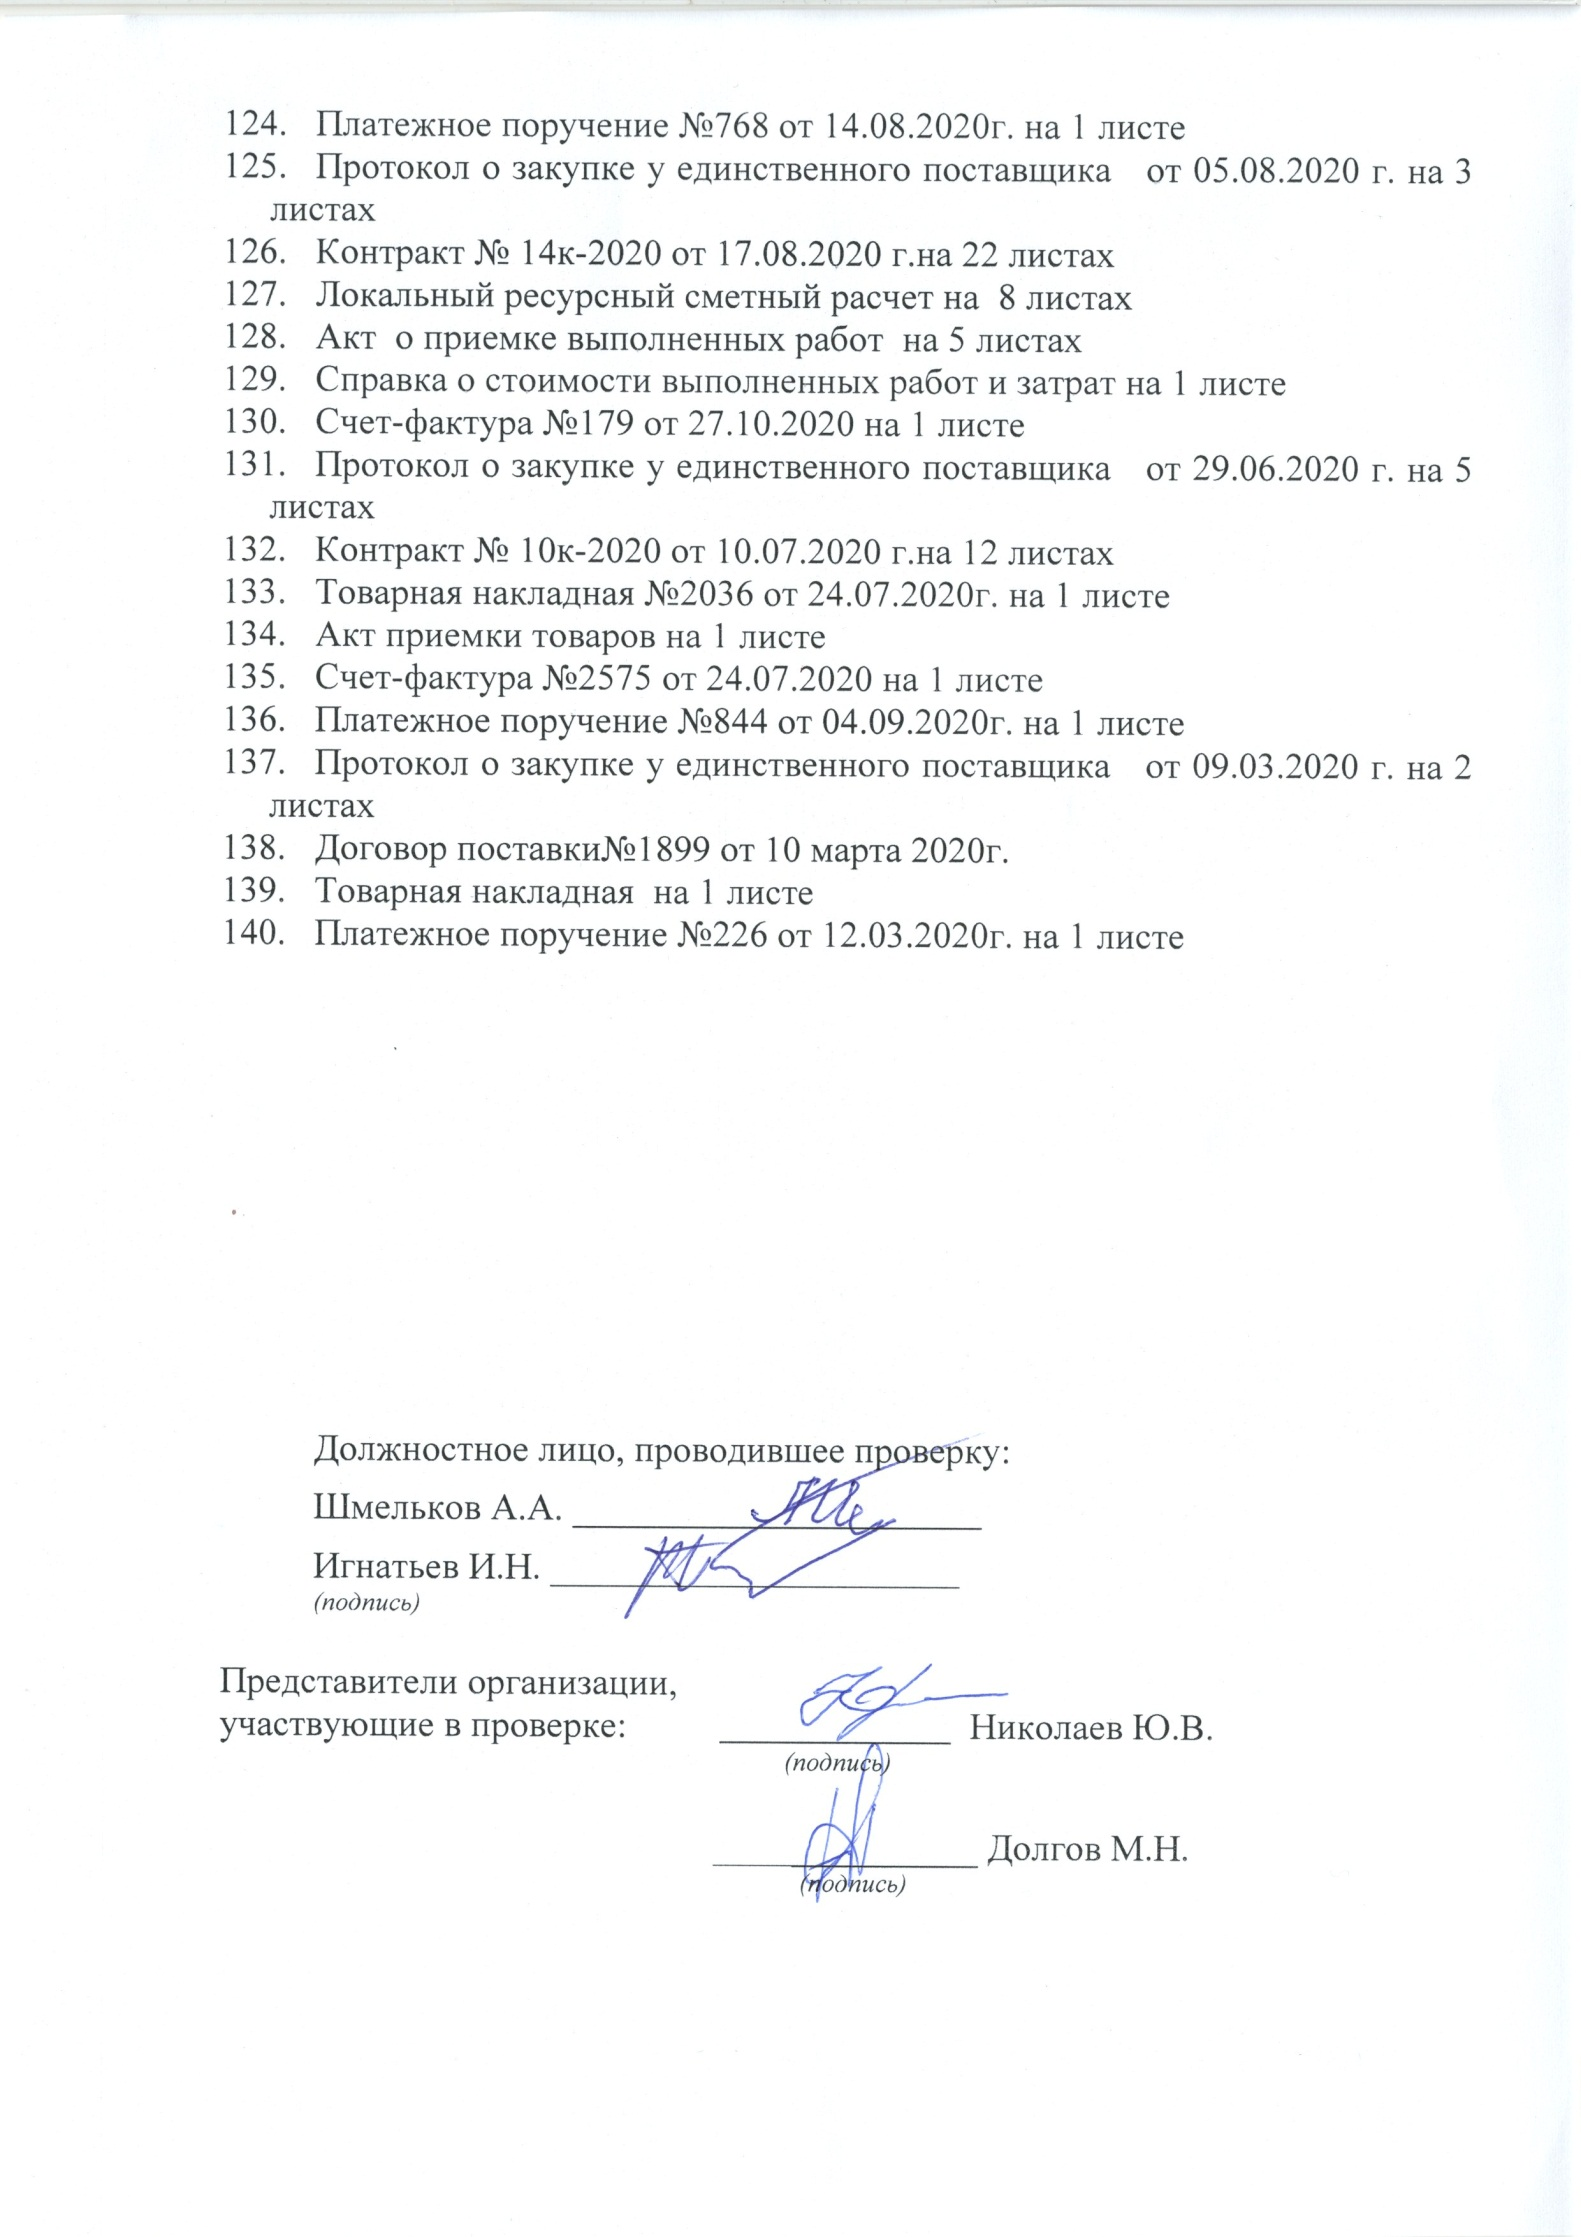 124. Платежное поручение №768 от 14.08.2020г. на 1 листе
125. Протокол о закупке у единственного поставщика от 05.08.2020 г. на 3
листах
126. Контракт № 14к-2020 от 17.08.2020 г.на 22 листах
127. Локальный ресурсный сметный расчет на 8 листах
128. Акт о приемке выполненных работ на 5 листах
129. Справка о стоимости выполненных работ и затрат на 1 листе
130. Счет-фактура №179 от 27.10.2020 на 1 листе
131. Протокол о закупке у единственного поставщика от 29.06.2020 г. на 5
листах
132. Контракт № 10к-2020 от 10.07.2020 г.на 12 листах
133. Товарная накладная №2036 от 24.07.2020г. на 1 листе
134. Акт приемки товаров на 1 листе
135. Счет-фактура №2575 от 24.07.2020 на 1 листе
136. Платежное поручение №844 от 04.09.2020г. на 1 листе
137. Протокол о закупке у единственного поставщика от 09.03.2020 г. на 2
листах
138. Договор поставки№1899 от 10 марта 2020г.
139. Товарная накладная на 1 листе
140. Платежное поручение №226 от 12.03.2020г. на 1 листе
Должностное лицо, проводившее проверку:
Шмельков А.А.
Игнатьев И.Н.
(подпись)
Представители организации,
участвующие в проверке: Николаев Ю.В.
(подпись)
Долгов М.Н.
(подпись)